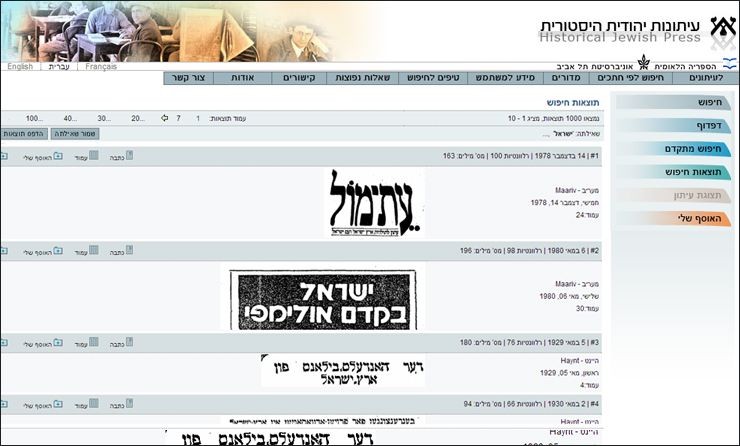 עיתונות יהודית היסטורית
Historical Jewish Press
הספריה הלאומית אוניברסיטת תל אביב
English | עברית | Français
לעיתונים
חיפוש לפי חתכים
מדורים
מידע למשתמש
טיפים לחיפוש
שאלות נפוצות
קישורים
אודות
צור קשר
חיפוש
דפדוף
חיפוש מתקדם
תוצאות חיפוש
תצוגת עיתון
האוסף שלי
תוצאות חיפוש
נמצאו 1000 תוצאות, מציג 1 - 10
עמוד תוצאות: 1 7 20... 30... 40... 100...
שאילתה: "ישראל" ,...
שמור שאילתה
הדפס תוצאות
#1 | 14 בדצמבר 1978 | רלוונטיות 100 | מס' מילים: 163
כתבה עמוד האוסף שלי
עתימול
מעריב - Maariv
חמישי, דצמבר 14, 1978
עמוד:24
#2 | 6 במאי 1980 | רלוונטיות 98 | מס' מילים: 196
כתבה עמוד האוסף שלי
ישראל
בקדם אולימפי
מעריב - Maariv
שלישי, מאי 06, 1980
עמוד:30
#3 | 5 במאי 1929 | רלוונטיות 76 | מס' מילים: 180
כתבה עמוד האוסף שלי
דער האנדעלס־בילאנס פון
ארץ־ישראל
היינט - Haynt
ראשון, מאי 05, 1929
עמוד:4
#4 | 2 במאי 1930 | רלוונטיות 66 | מס' מילים: 94
כתבה עמוד האוסף שלי
היינט - Haynt
דער האנדעלס־בילאנס פון